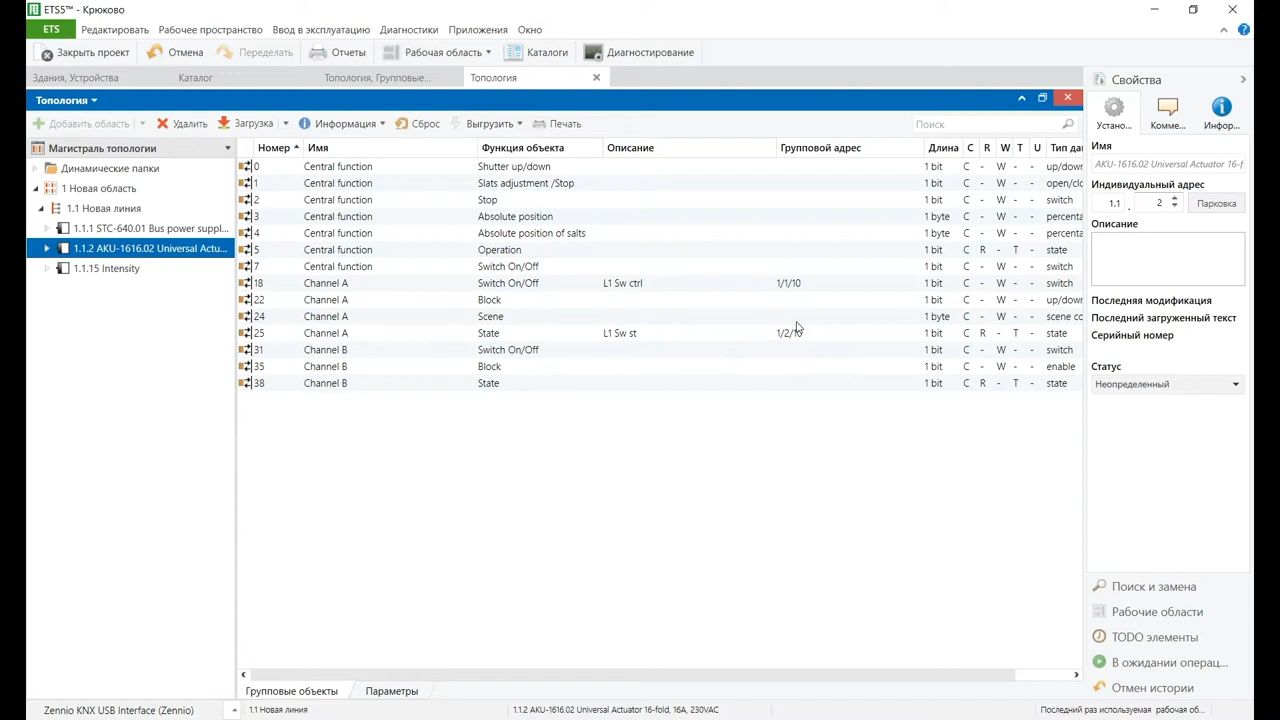 ETS5™ - Крюково
ETS Редактировать Рабочее пространство Ввод в эксплуатацию Диагностики Приложения Окно
Закрыть проект Отмена Переделать Отчеты Рабочая область Каталоги Диагностирование
Здания, Устройства Каталог Топология, Групповые... Топология
Топология
Добавить область Удалить Загрузка Информация Сброс Выгрузить Печать Поиск
Магистраль топологии
Динамические папки
1 Новая область
1.1 Новая линия
1.1.1 STC-640.01 Bus power suppl...
1.1.2 AKU-1616.02 Universal Actu...
1.1.15 Intensity
Номер Имя Функция объекта Описание Групповой адрес Длина C R W T U Тип да
0 Central function Shutter up/down 1 bit C - W - - up/dow
1 Central function Slats adjustment /Stop 1 bit C - W - - open/clo
2 Central function Stop 1 bit C - W - - switch
3 Central function Absolute position 1 byte C - W - - percenta
4 Central function Absolute position of salts 1 byte C - W - - percenta
5 Central function Operation 1 bit C R - T - state
7 Central function Switch On/Off 1 bit C - W - - switch
18 Channel A Switch On/Off L1 Sw ctrl 1/1/10 1 bit C - W - - switch
22 Channel A Block 1 bit C - W - - up/dow
24 Channel A Scene 1 byte C - W - - scene co
25 Channel A State L1 Sw st 1/2/10 1 bit C R - T - state
31 Channel B Switch On/Off 1 bit C - W - - switch
35 Channel B Block 1 bit C - W - - enable
38 Channel B State 1 bit C R - T - state
Групповые объекты Параметры
Свойства
Устано... Комме... Инфор...
Имя
AKU-1616.02 Universal Actuator 16-f
Индивидуальный адрес
1.1 . 2 Парковка
Описание
Последняя модификация
Последний загруженный текст
Серийный номер
Статус
Неопределенный
Поиск и замена
Рабочие области
TODO элементы
В ожидании операц...
Отмен истории
Zennio KNX USB Interface (Zennio) 1.1 Новая линия 1.1.2 AKU-1616.02 Universal Actuator 16-fold, 16A, 230VAC Последний раз используемя рабочая об...